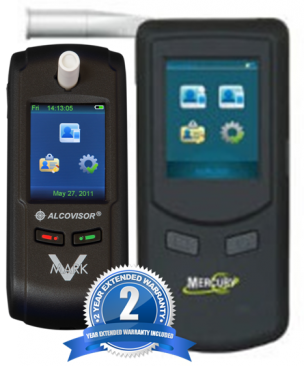 Fri 14:13:05
May 27, 2011
ALCOVISOR®
MARK V
MERCURY
2 YEAR EXTENDED WARRANTY
2
YEAR EXTENDED WARRANTY INCLUDED